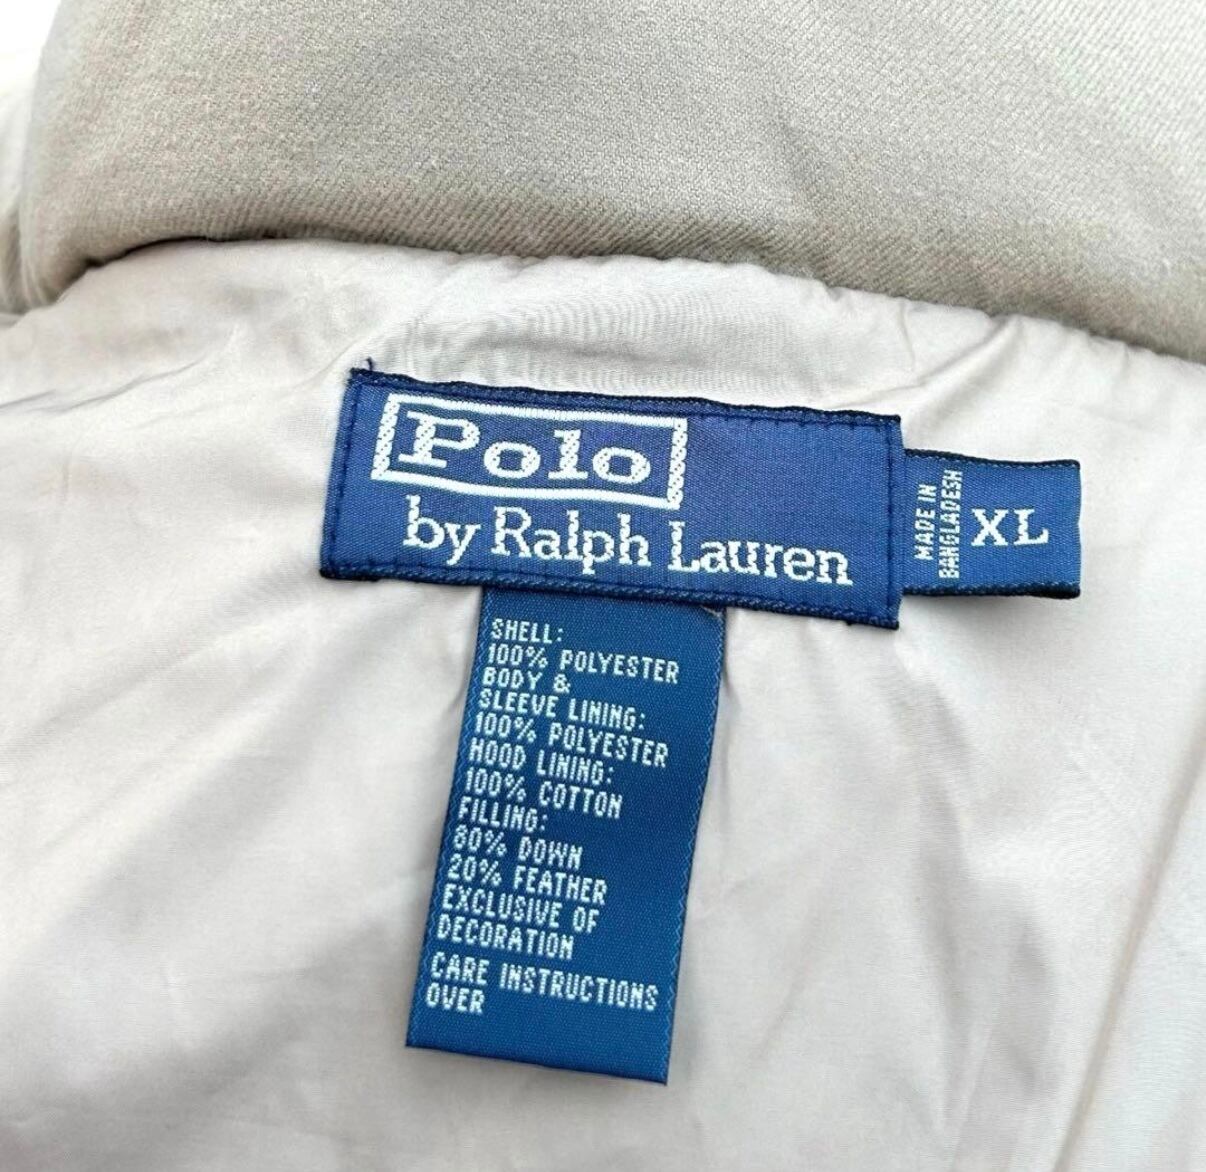 Polo
by Ralph Lauren
MADE IN
BANGLADESH
XL
SHELL:
100% POLYESTER
BODY &
SLEEVE LINING:
100% POLYESTER
HOOD LINING:
100% COTTON
FILLING:
80% DOWN
20% FEATHER
EXCLUSIVE OF
DECORATION
CARE INSTRUCTIONS
OVER